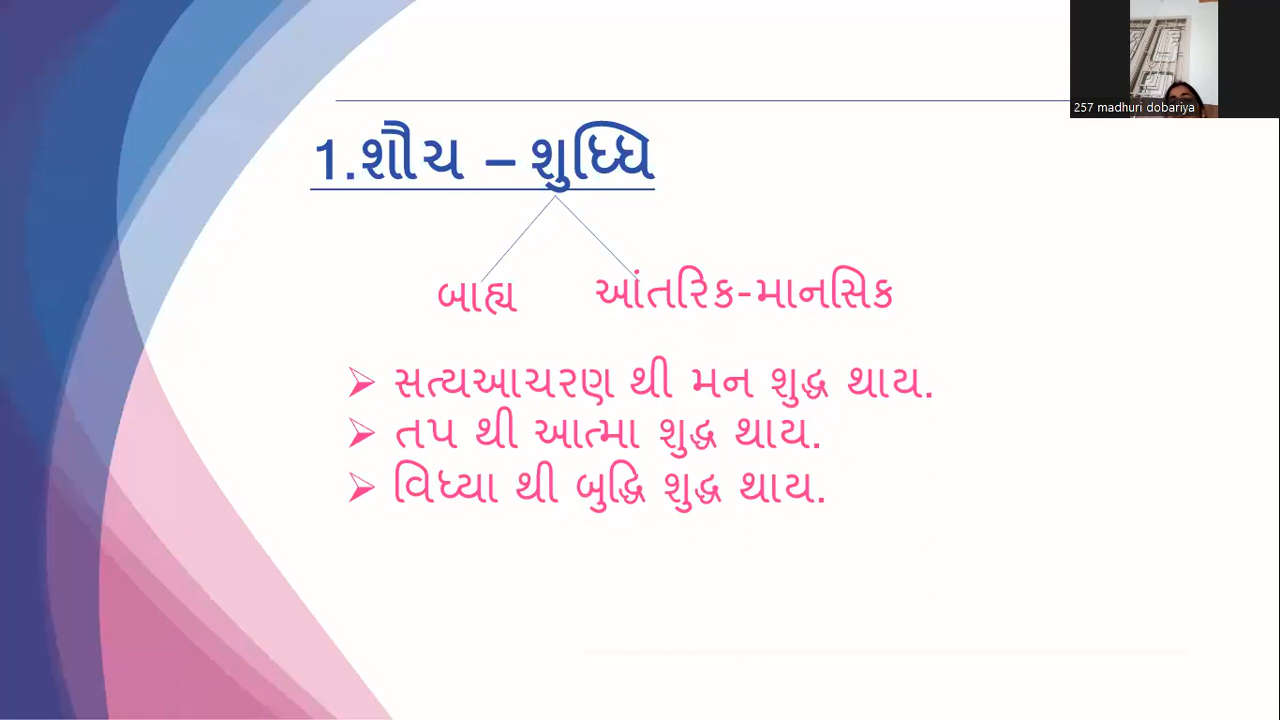 257 madhuri dobariya
1.શૌચ – શુધ્ધિ
બાહ્ય આંતરિક-માનસિક
➢ સત્યઆચરણ થી મન શુદ્ધ થાય.
➢ તપ થી આત્મા શુદ્ધ થાય.
➢ વિધ્યા થી બુદ્ધિ શુદ્ધ થાય.